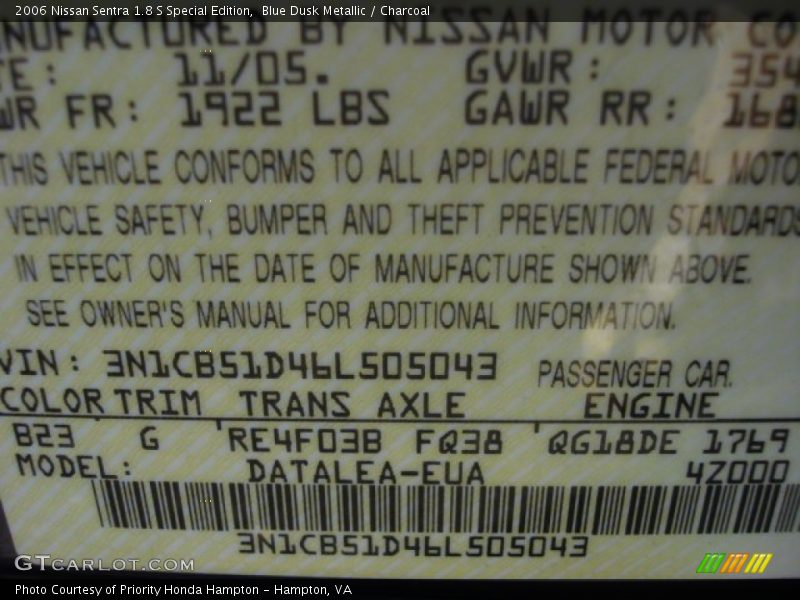 2006 Nissan Sentra 1.8 S Special Edition, Blue Dusk Metallic / Charcoal
BY NISSAN MOTOR CO
11/05. GVWR: 354
FR: 1922 LBS GAWR RR: 168
THIS VEHICLE CONFORMS TO ALL APPLICABLE FEDERAL MOTO
VEHICLE SAFETY, BUMPER AND THEFT PREVENTION STANDARDS
IN EFFECT ON THE DATE OF MANUFACTURE SHOWN ABOVE.
SEE OWNER'S MANUAL FOR ADDITIONAL INFORMATION.
VIN: 3N1CB51D46L505043 PASSENGER CAR.
COLOR TRIM TRANS AXLE ENGINE
B23 G RE4F03B FQ38 QG18DE 1769
MODEL: DATALEA-EUA 4Z000
3N1CB51D46L505043
GTCARLOT.COM
Photo Courtesy of Priority Honda Hampton - Hampton, VA